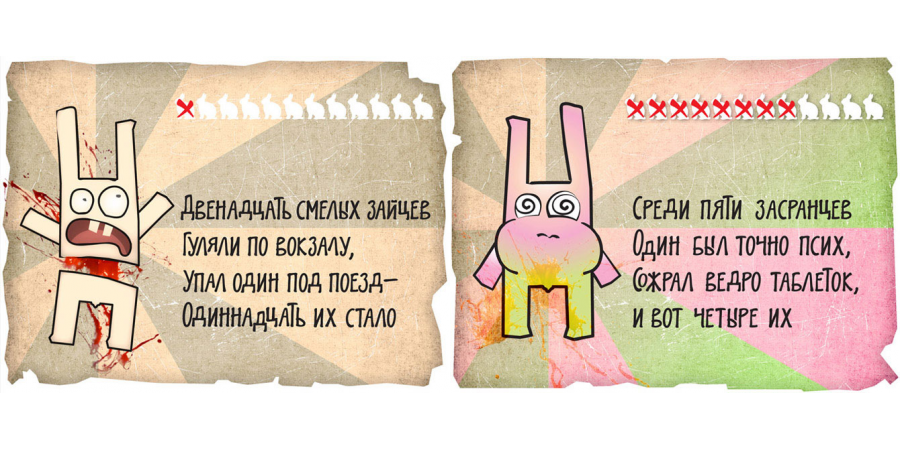 Двенадцать смелых зайцев
Гуляли по вокзалу,
Упал один под поезд—
Одиннадцать их стало
Среди пяти засранцев
Один был точно псих,
Сожрал ведро таблеток,
и вот четыре их